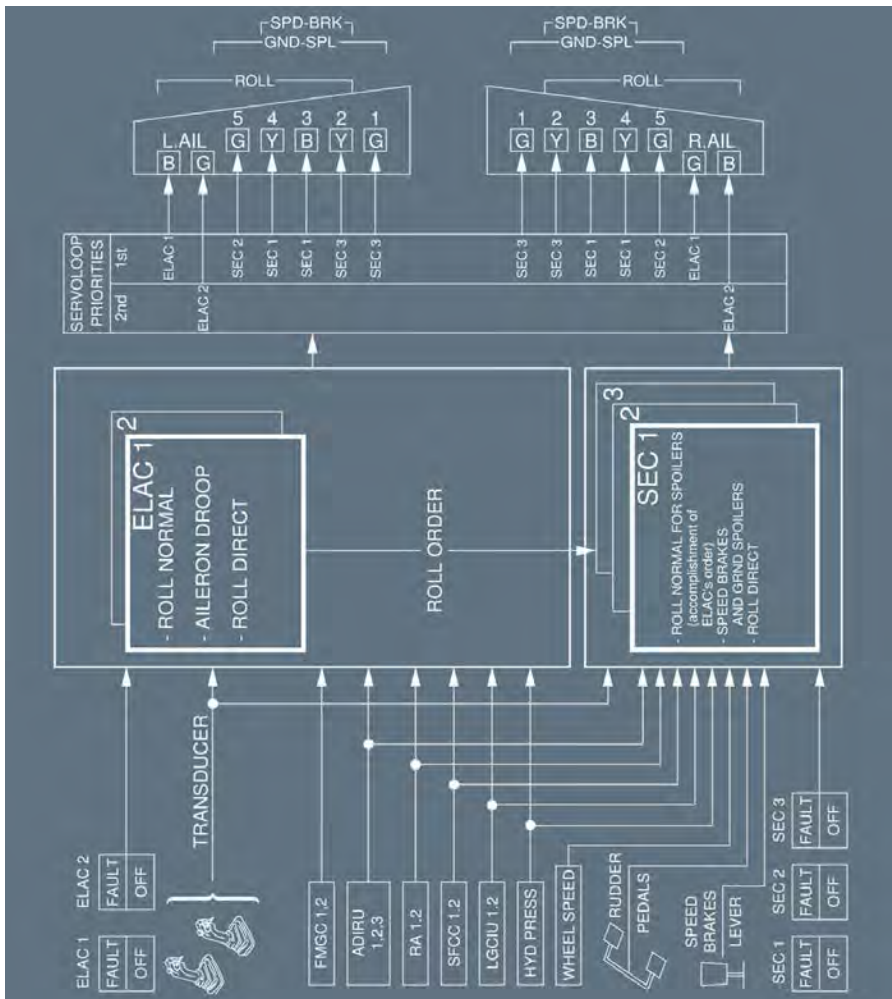 SPD-BRK
GND-SPL
ROLL
5 4 3 2 1
L.AIL G Y B Y G
B G
SPD-BRK
GND-SPL
ROLL
1 2 3 4 5
G Y B Y G R.AIL
G B
SERVOLOOP
PRIORITIES
1st
2nd
ELAC 1
ELAC 2
SEC 2
SEC 1
SEC 1
SEC 3
SEC 3
SEC 3
SEC 3
SEC 1
SEC 1
SEC 2
ELAC 1
ELAC 2
2
ELAC 1
- ROLL NORMAL
- AILERON DROOP
- ROLL DIRECT
ROLL ORDER
3
2
SEC 1
- ROLL NORMAL FOR SPOILERS
(accomplishment of
ELAC's order)
- SPEED BRAKES
AND GRND SPOILERS
- ROLL DIRECT
ELAC 1
FAULT
OFF
ELAC 2
FAULT
OFF
TRANSDUCER
FMGC 1,2
ADIRU
1,2,3
RA 1.2
SFCC 1.2
LGCIU 1.2
HYD PRESS
WHEEL SPEED
RUDDER
PEDALS
SPEED
BRAKES
LEVER
SEC 1
FAULT
OFF
SEC 2
FAULT
OFF
SEC 3
FAULT
OFF